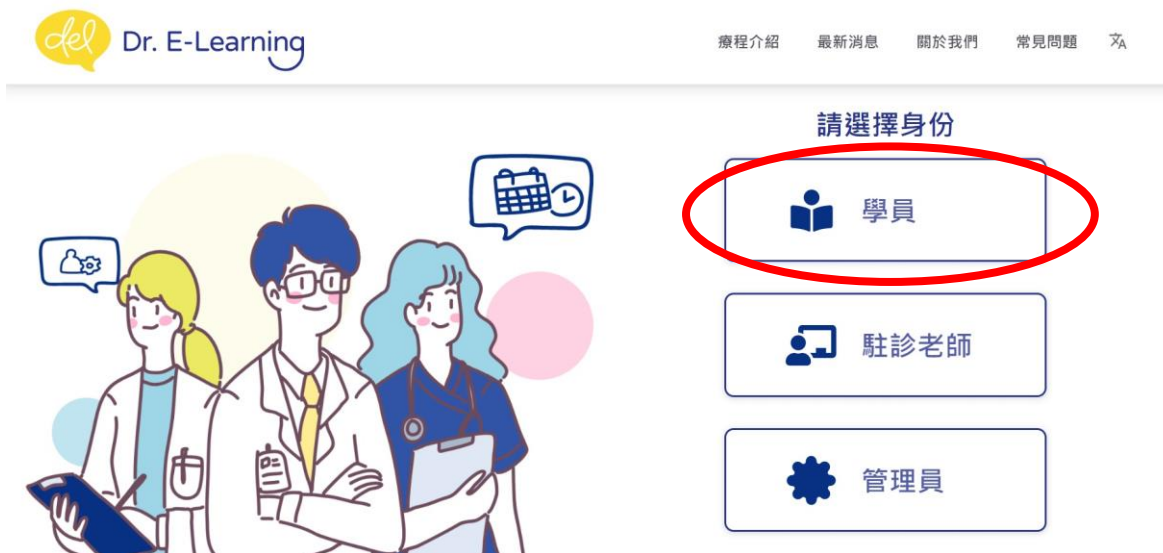 del Dr. E-Learning
療程介紹 最新消息 關於我們 常見問題 文A
請選擇身份
學員
駐診老師
管理員